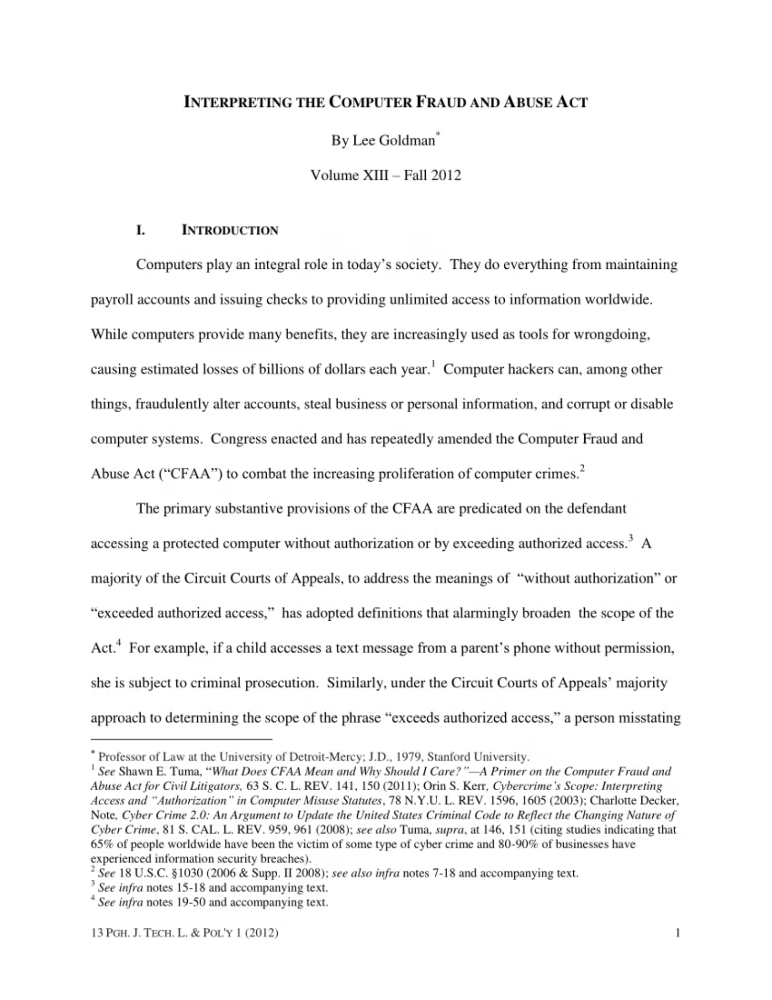 INTERPRETING THE COMPUTER FRAUD AND ABUSE ACT
By Lee Goldman*
Volume XIII – Fall 2012
I. INTRODUCTION
Computers play an integral role in today’s society.  They do everything from maintaining
payroll accounts and issuing checks to providing unlimited access to information worldwide.
While computers provide many benefits, they are increasingly used as tools for wrongdoing,
causing estimated losses of billions of dollars each year.1  Computer hackers can, among other
things, fraudulently alter accounts, steal business or personal information, and corrupt or disable
computer systems.  Congress enacted and has repeatedly amended the Computer Fraud and
Abuse Act (“CFAA”) to combat the increasing proliferation of computer crimes.2
The primary substantive provisions of the CFAA are predicated on the defendant
accessing a protected computer without authorization or by exceeding authorized access.3  A
majority of the Circuit Courts of Appeals, to address the meanings of  “without authorization” or
“exceeded authorized access,”  has adopted definitions that alarmingly broaden  the scope of the
Act.4  For example, if a child accesses a text message from a parent’s phone without permission,
she is subject to criminal prosecution.  Similarly, under the Circuit Courts of Appeals’ majority
approach to determining the scope of the phrase “exceeds authorized access,” a person misstating
* Professor of Law at the University of Detroit-Mercy; J.D., 1979, Stanford University.
1 See Shawn E. Tuma, “What Does CFAA Mean and Why Should I Care?”—A Primer on the Computer Fraud and
Abuse Act for Civil Litigators, 63 S. C. L. REV. 141, 150 (2011); Orin S. Kerr, Cybercrime’s Scope: Interpreting
Access and “Authorization” in Computer Misuse Statutes, 78 N.Y.U. L. REV. 1596, 1605 (2003); Charlotte Decker,
Note, Cyber Crime 2.0: An Argument to Update the United States Criminal Code to Reflect the Changing Nature of
Cyber Crime, 81 S. CAL. L. REV. 959, 961 (2008); see also Tuma, supra, at 146, 151 (citing studies indicating that
65% of people worldwide have been the victim of some type of cyber crime and 80-90% of businesses have
experienced information security breaches).
2 See 18 U.S.C. §1030 (2006 & Supp. II 2008); see also infra notes 7-18 and accompanying text.
3 See infra notes 15-18 and accompanying text.
4 See infra notes 19-50 and accompanying text.
13 PGH. J. TECH. L. & POL'Y 1 (2012) 1